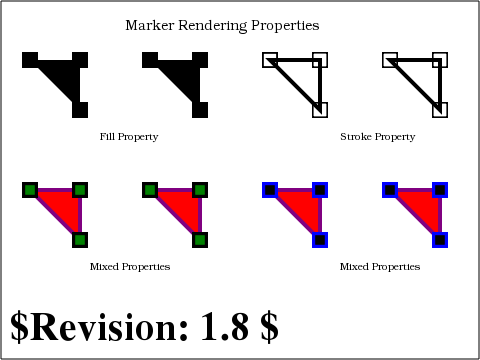 Marker Rendering Properties
Fill Property
Stroke Property
Mixed Properties
Mixed Properties
$Revision: 1.8 $